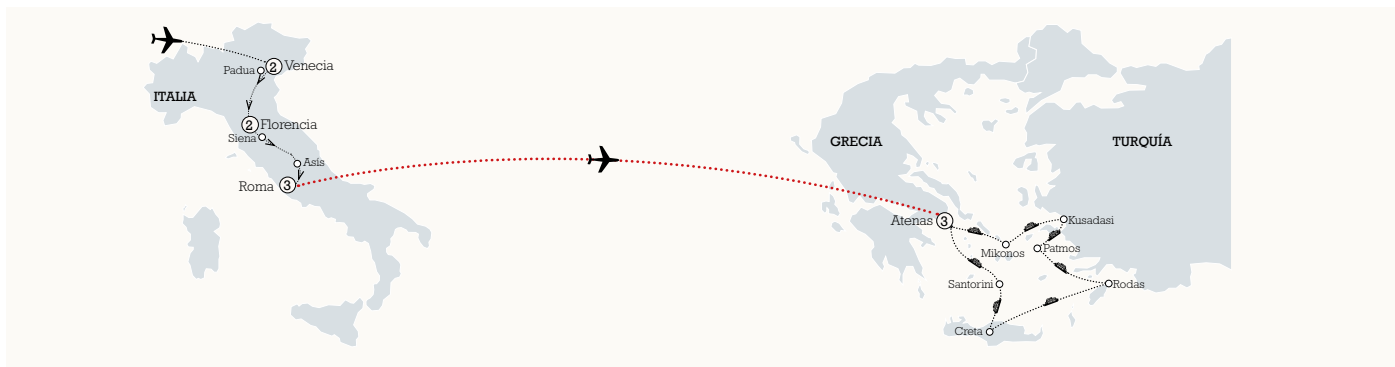 2 Venecia
Padua
ITALIA
2 Florencia
Siena
Asis
Roma 3
GRECIA
TURQUÍA
Atenas 3
Kusadasi
Mikonos
Patmos
Santorini
Rodas
Creta